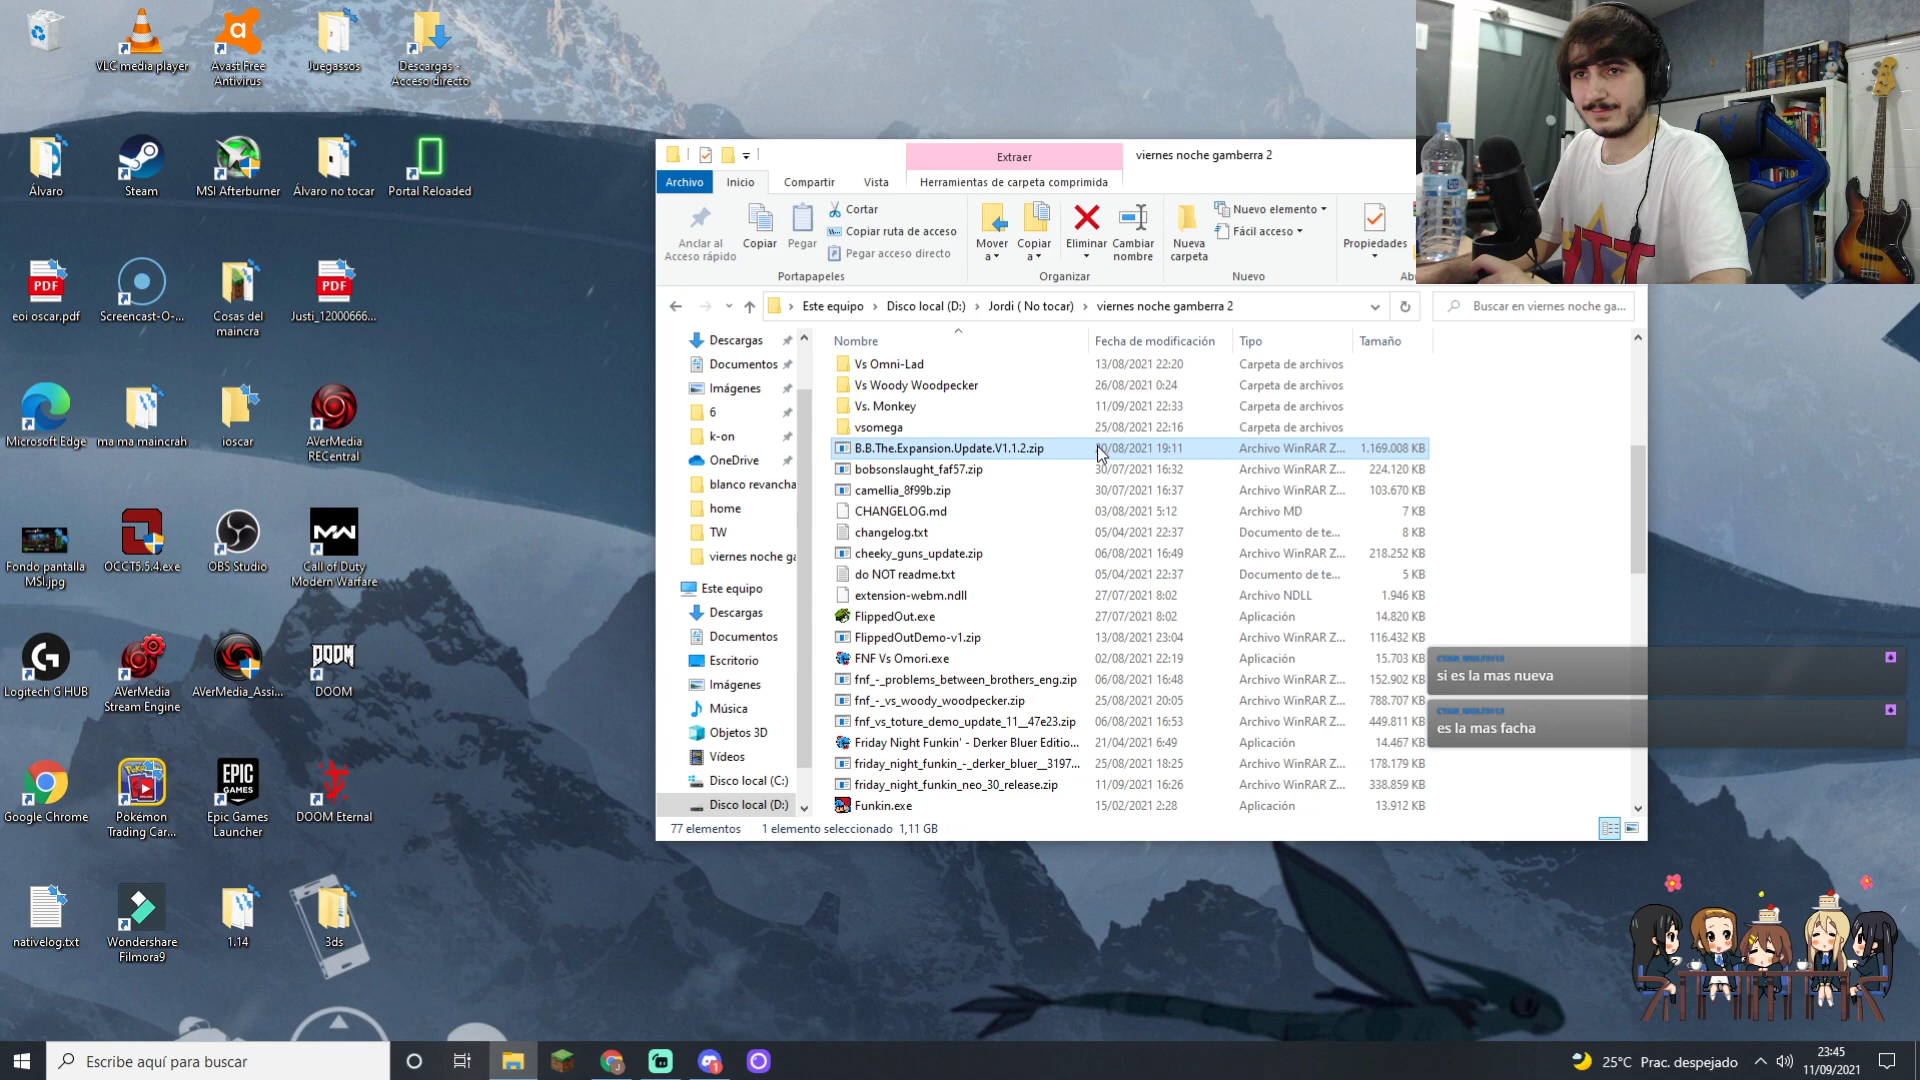 VLC media player
Avast Free
Antivirus
Juegassos
Descargas -
Acceso directo
Álvaro
Steam
MSI Afterburner
Álvaro no tocar
Portal Reloaded
PDF
eoi oscar.pdf
Screencast-O-...
Cosas del
maincra
PDF
Justi_12000666...
Microsoft Edge
ma ma maincrah
ioscar
AVerMedia
RECentral
Fondo pantalla
MSI.jpg
OCCT5.5.4.exe
OBS Studio
Call of Duty
Modern Warfare
Logitech G HUB
AVerMedia
Stream Engine
AVerMedia_Assi...
DOOM
DOOM
Google Chrome
Pokémon
Trading Car...
EPIC
GAMES
Epic Games
Launcher
DOOM Eternal
nativelog.txt
Wondershare
Filmora9
1.14
3ds
Extraer
viernes noche gamberra 2
Archivo
Inicio
Compartir
Vista
Herramientas de carpeta comprimida
Anclar al
Acceso rápido
Copiar
Pegar
Cortar
Copiar ruta de acceso
Pegar acceso directo
Portapapeles
Mover
a
Copiar
a
Eliminar
Cambiar
nombre
Organizar
Nueva
carpeta
Nuevo elemento
Fácil acceso
Nuevo
Propiedades
Este equipo
Disco local (D:)
Jordi ( No tocar)
viernes noche gamberra 2
Buscar en viernes noche ga...
Descargas
Documentos
Imágenes
6
k-on
OneDrive
blanco revancha
home
TW
viernes noche ga
Este equipo
Descargas
Documentos
Escritorio
Imágenes
Música
Objetos 3D
Vídeos
Disco local (C:)
Disco local (D:)
Nombre Fecha de modificación Tipo Tamaño
Vs Omni-Lad 13/08/2021 22:20 Carpeta de archivos
Vs Woody Woodpecker 26/08/2021 0:24 Carpeta de archivos
Vs. Monkey 11/09/2021 22:33 Carpeta de archivos
vsomega 25/08/2021 22:16 Carpeta de archivos
B.B.The.Expansion.Update.V1.1.2.zip 19:11 Archivo WinRAR Z... 1.169.008 KB
bobsonslaught_faf57.zip 30/07/2021 16:32 Archivo WinRAR Z... 224.120 KB
camellia_8f99b.zip 30/07/2021 16:37 Archivo WinRAR Z... 103.670 KB
CHANGELOG.md 03/08/2021 5:12 Archivo MD 7 KB
changelog.txt 05/04/2021 22:37 Documento de te... 8 KB
cheeky_guns_update.zip 06/08/2021 16:49 Archivo WinRAR Z... 218.252 KB
do NOT readme.txt 05/04/2021 22:37 Documento de te... 5 KB
extension-webm.ndll 27/07/2021 8:02 Archivo NDLL 1.946 KB
FlippedOut.exe 27/07/2021 8:02 Aplicación 14.820 KB
FlippedOutDemo-v1.zip 13/08/2021 23:04 Archivo WinRAR Z... 116.432 KB
FNF Vs Omori.exe 02/08/2021 22:19 Aplicación 15.703 KB
fnf_-_problems_between_brothers_eng.zip 06/08/2021 16:48 Archivo WinRAR Z... 152.902 KB
fnf_-_vs_woody_woodpecker.zip 25/08/2021 20:05 Archivo WinRAR Z... 788.707 KB
fnf_vs_toture_demo_update_11__47e23.zip 06/08/2021 16:53 Archivo WinRAR Z... 449.811 KB
Friday Night Funkin' - Derker Bluer Editio... 21/04/2021 6:49 Aplicación 14.467 KB
friday_night_funkin_-_derker_bluer__3197... 25/08/2021 18:25 Archivo WinRAR Z... 178.179 KB
friday_night_funkin_neo_30_release.zip 11/09/2021 16:26 Archivo WinRAR Z... 338.859 KB
Funkin.exe 15/02/2021 2:28 Aplicación 13.912 KB
77 elementos 1 elemento seleccionado 1,11 GB
si es la mas nueva
es la mas facha
Escribe aquí para buscar
25°C Prac. despejado
23:45
11/09/2021